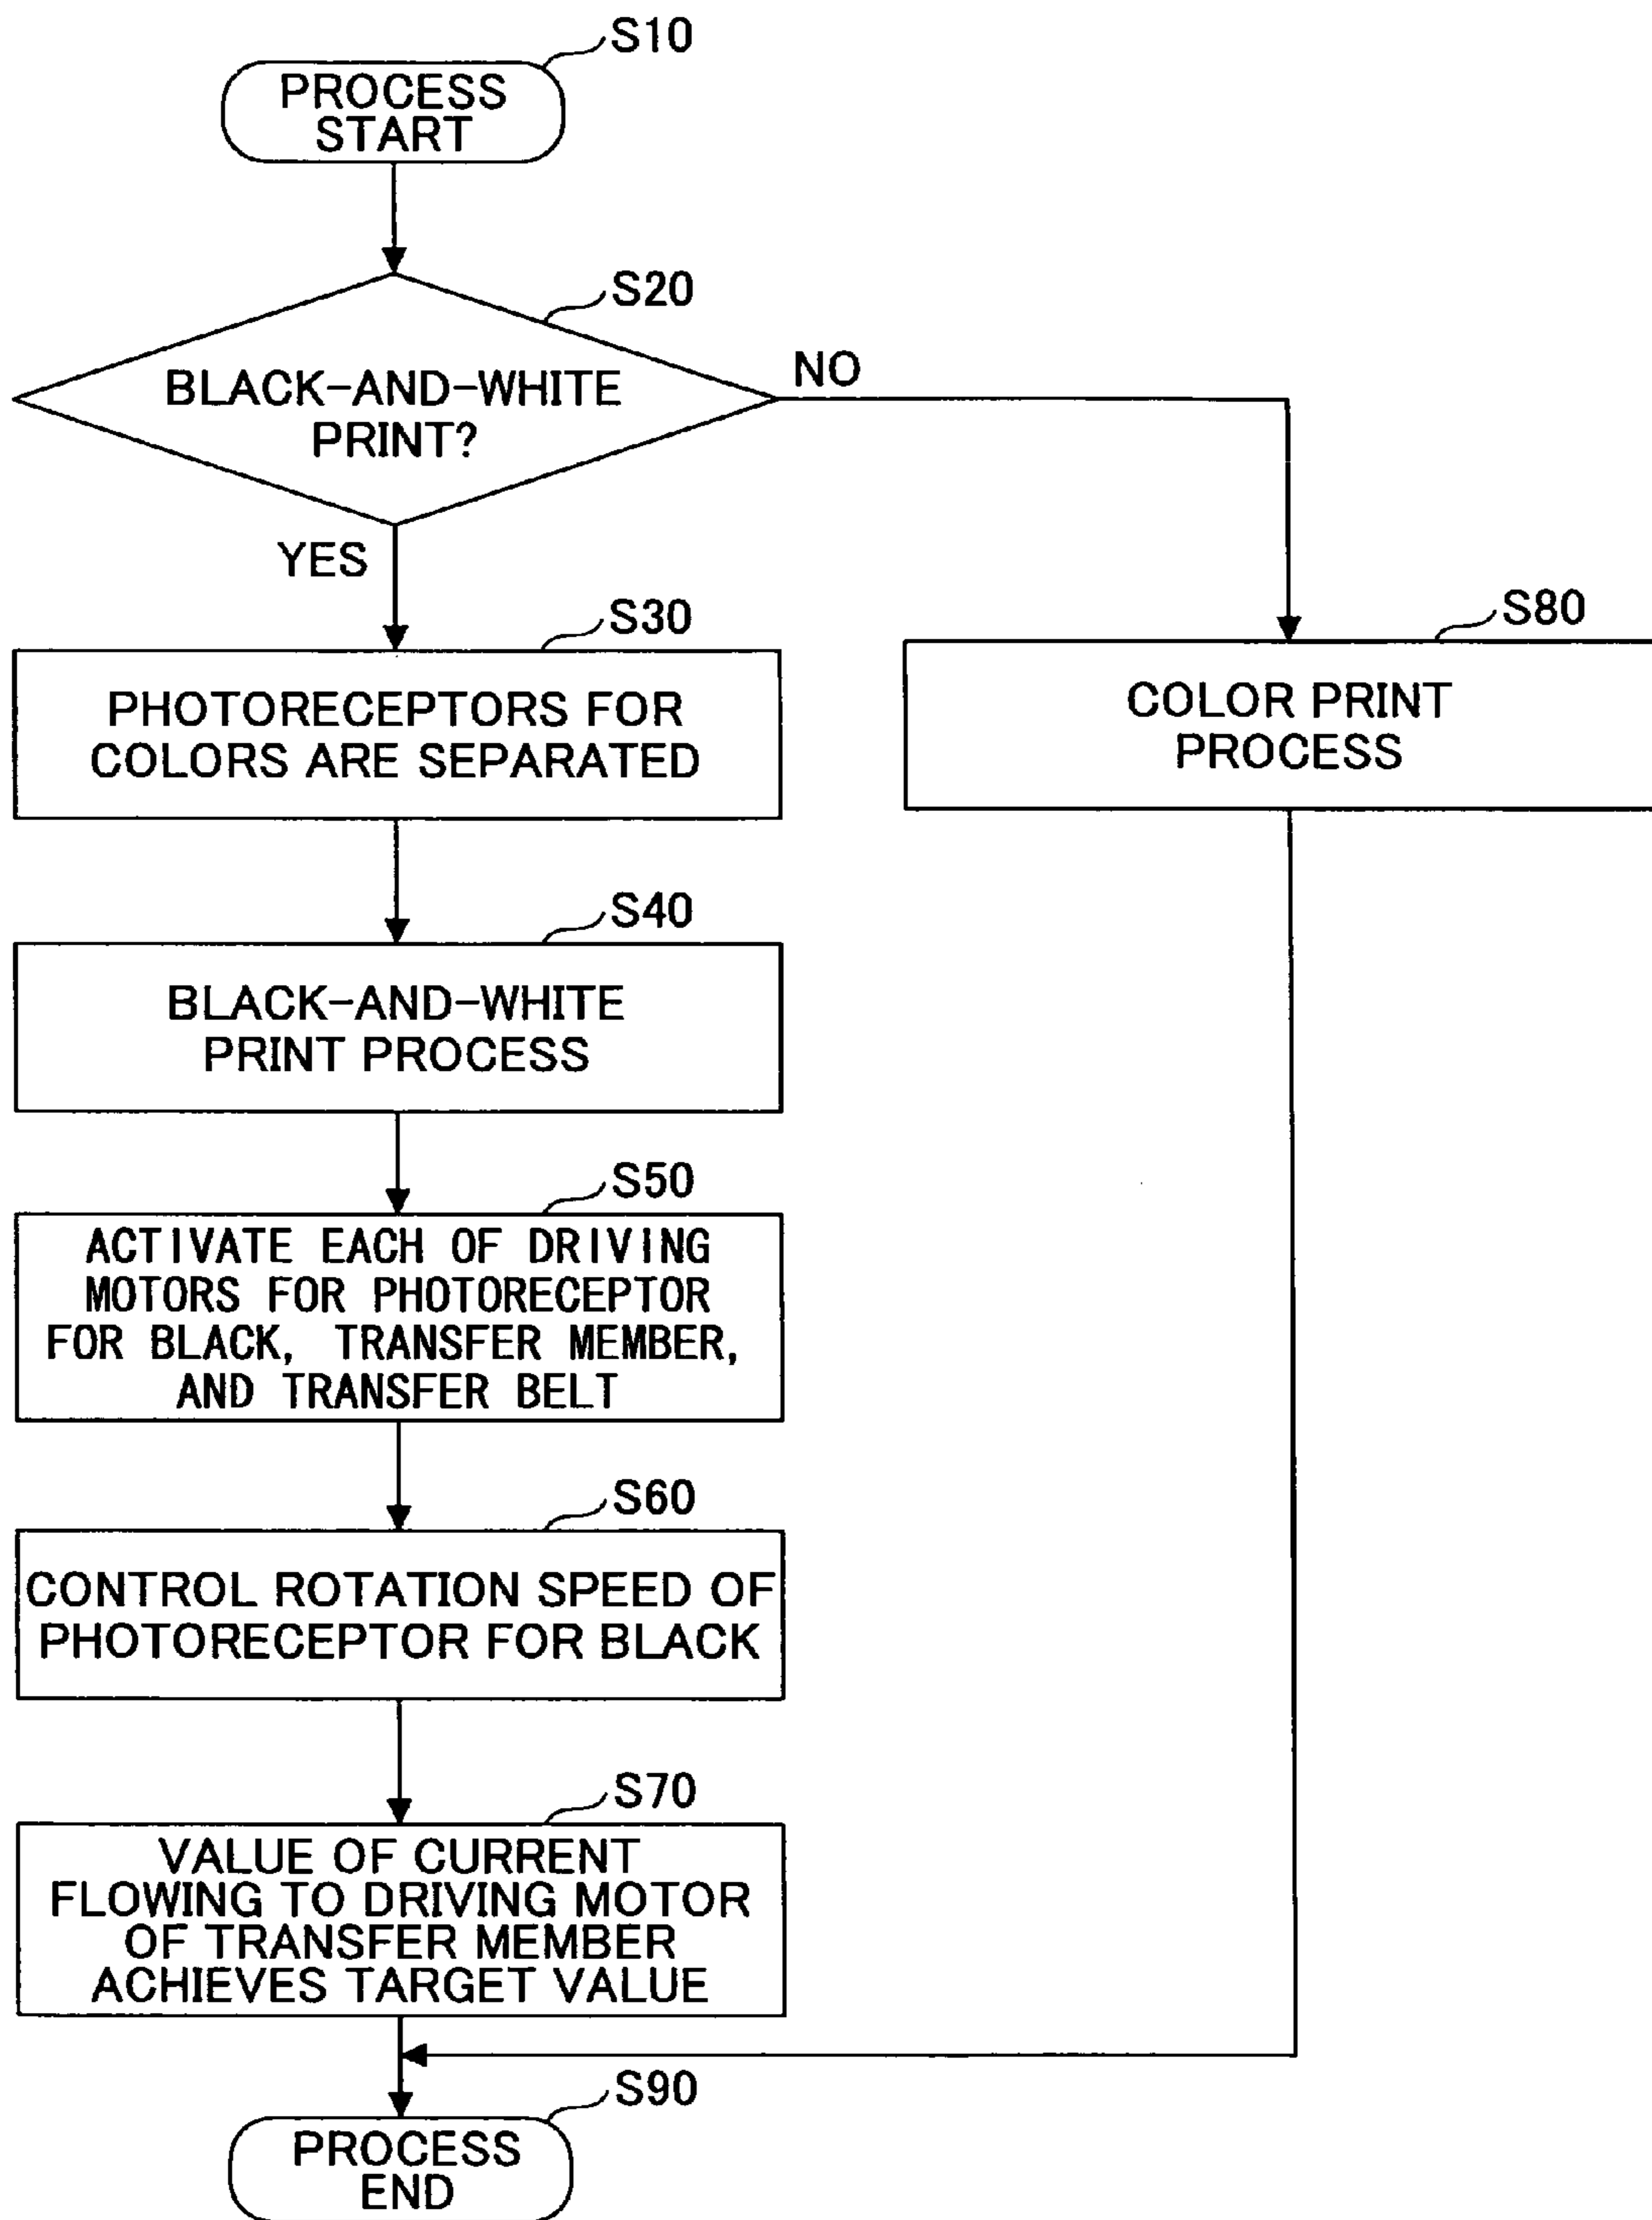 S10
PROCESS
START
S20
BLACK-AND-WHITE
PRINT?
NO
YES
S30
PHOTORECEPTORS FOR
COLORS ARE SEPARATED
S80
COLOR PRINT
PROCESS
S40
BLACK-AND-WHITE
PRINT PROCESS
S50
ACTIVATE EACH OF DRIVING
MOTORS FOR PHOTORECEPTOR
FOR BLACK, TRANSFER MEMBER,
AND TRANSFER BELT
S60
CONTROL ROTATION SPEED OF
PHOTORECEPTOR FOR BLACK
S70
VALUE OF CURRENT
FLOWING TO DRIVING MOTOR
OF TRANSFER MEMBER
ACHIEVES TARGET VALUE
S90
PROCESS
END